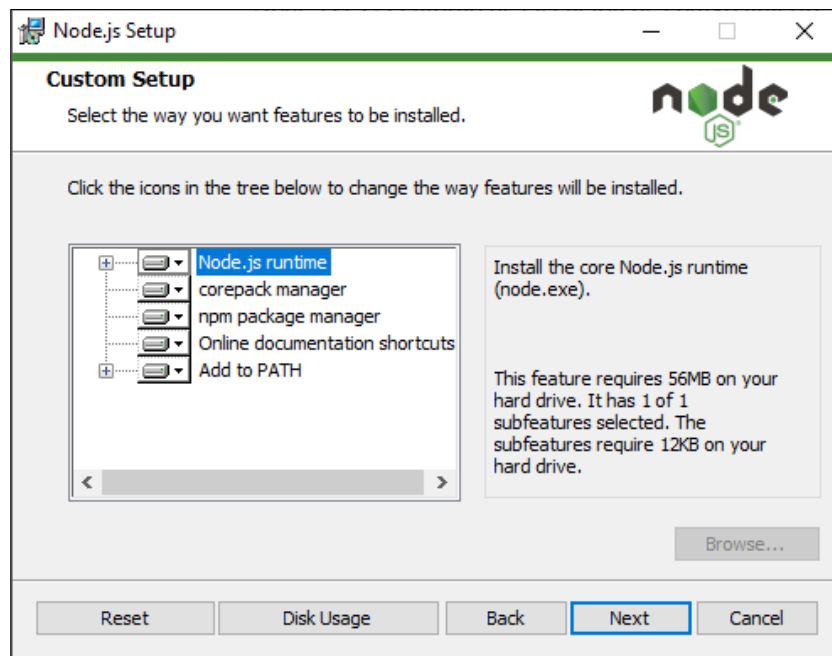 Node.js Setup
Custom Setup
Select the way you want features to be installed.
node
JS
Click the icons in the tree below to change the way features will be installed.
Node.js runtime
corepack manager
npm package manager
Online documentation shortcuts
Add to PATH
Install the core Node.js runtime
(node.exe).
This feature requires 56MB on your
hard drive. It has 1 of 1
subfeatures selected. The
subfeatures require 12KB on your
hard drive.
Browse...
Reset
Disk Usage
Back
Next
Cancel